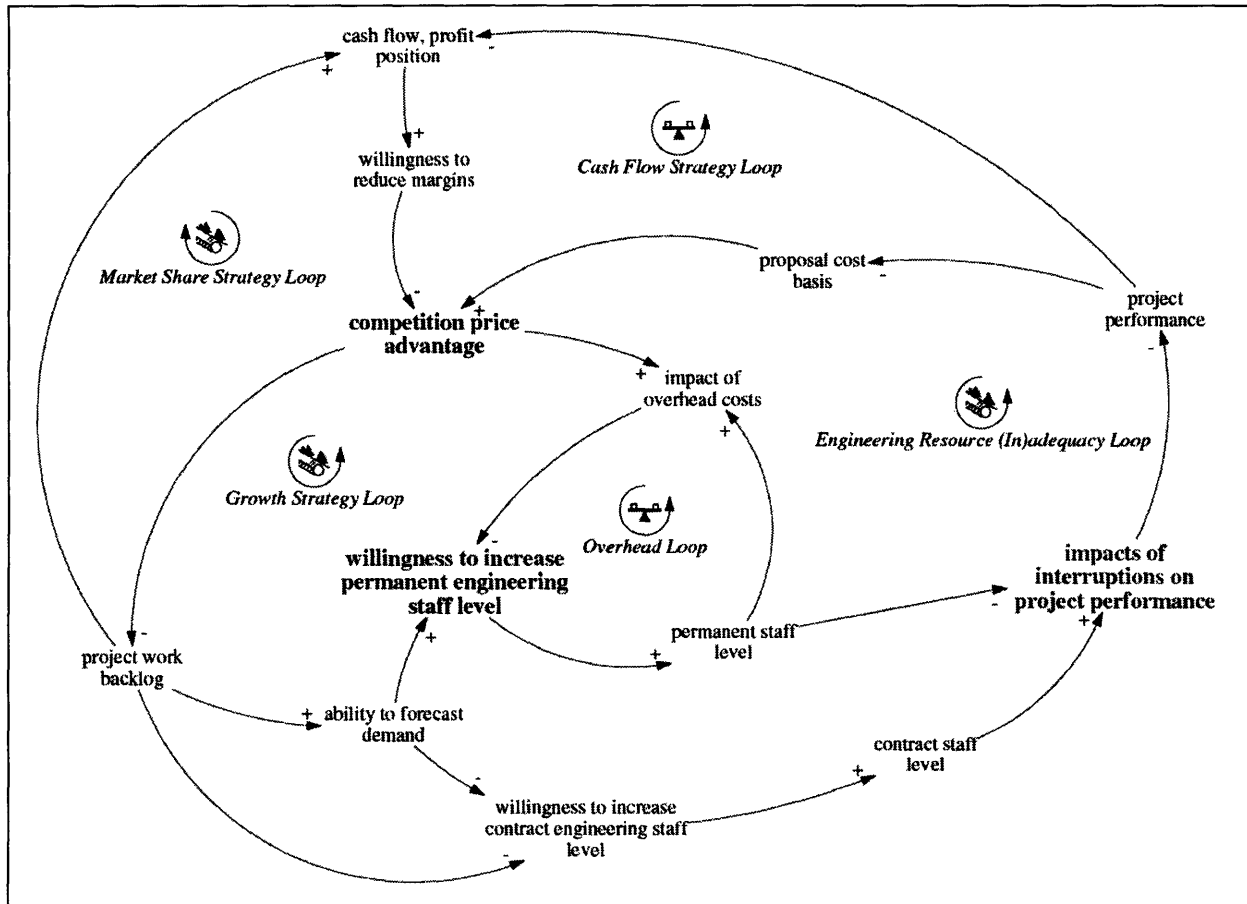 cash flow, profit
position
-
+
+
willingness to
reduce margins
Cash Flow Strategy Loop
Market Share Strategy Loop
proposal cost
basis
-
project
performance
-
-
+
competition price
advantage
+
impact of
overhead costs
+
Engineering Resource (In)adequacy Loop
Growth Strategy Loop
-
Overhead Loop
willingness to increase
permanent engineering
staff level
+
impacts of
interruptions on
project performance
-
+
permanent staff
level
+
-
project work
backlog
+
ability to forecast
demand
contract staff
level
+
-
willingness to increase
contract engineering staff
level
-